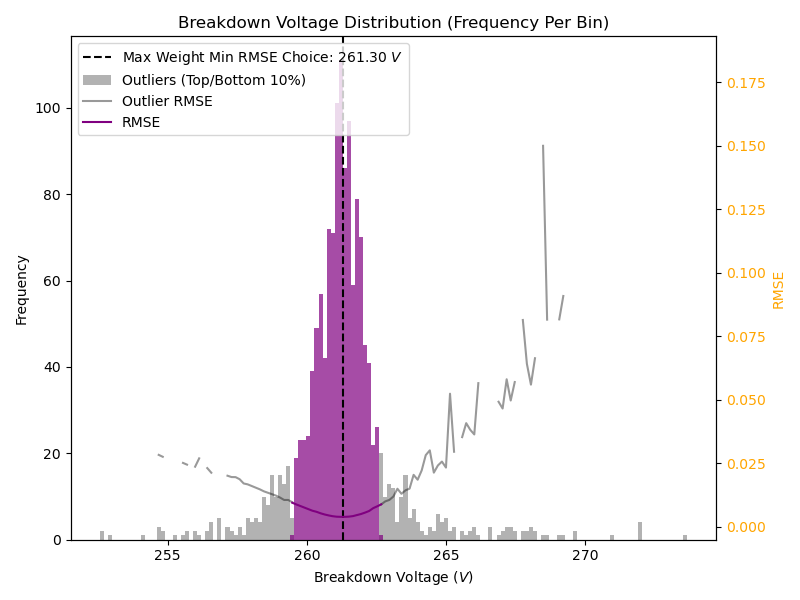 Breakdown Voltage Distribution (Frequency Per Bin)
Max Weight Min RMSE Choice: 261.30 V
Outliers (Top/Bottom 10%)
Outlier RMSE
RMSE
Frequency
100
80
60
40
20
0
0.175
0.150
0.125
0.100
0.075
0.050
0.025
0.000
RMSE
255
260
265
270
Breakdown Voltage (V)